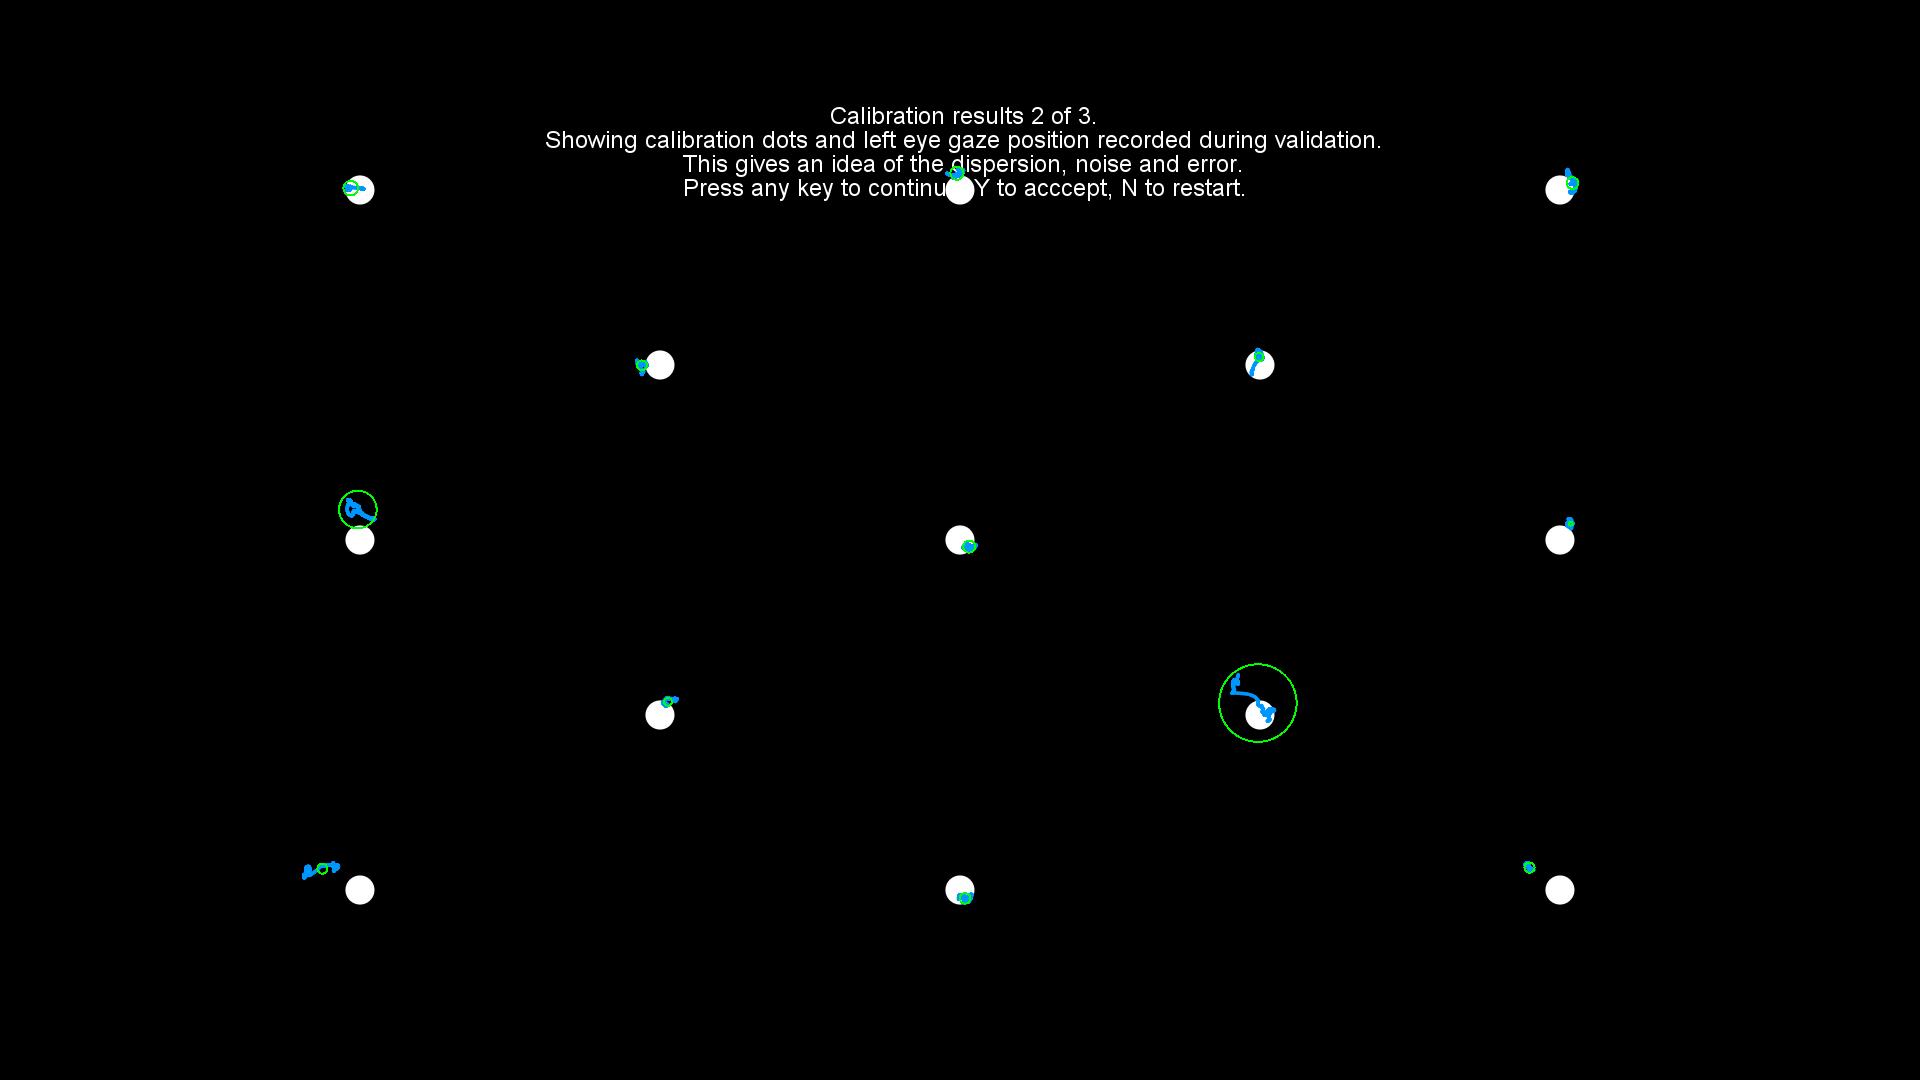 Calibration results 2 of 3.
Showing calibration dots and left eye gaze position recorded during validation.
This gives an idea of the dispersion, noise and error.
Press any key to continu Y to acccept, N to restart.